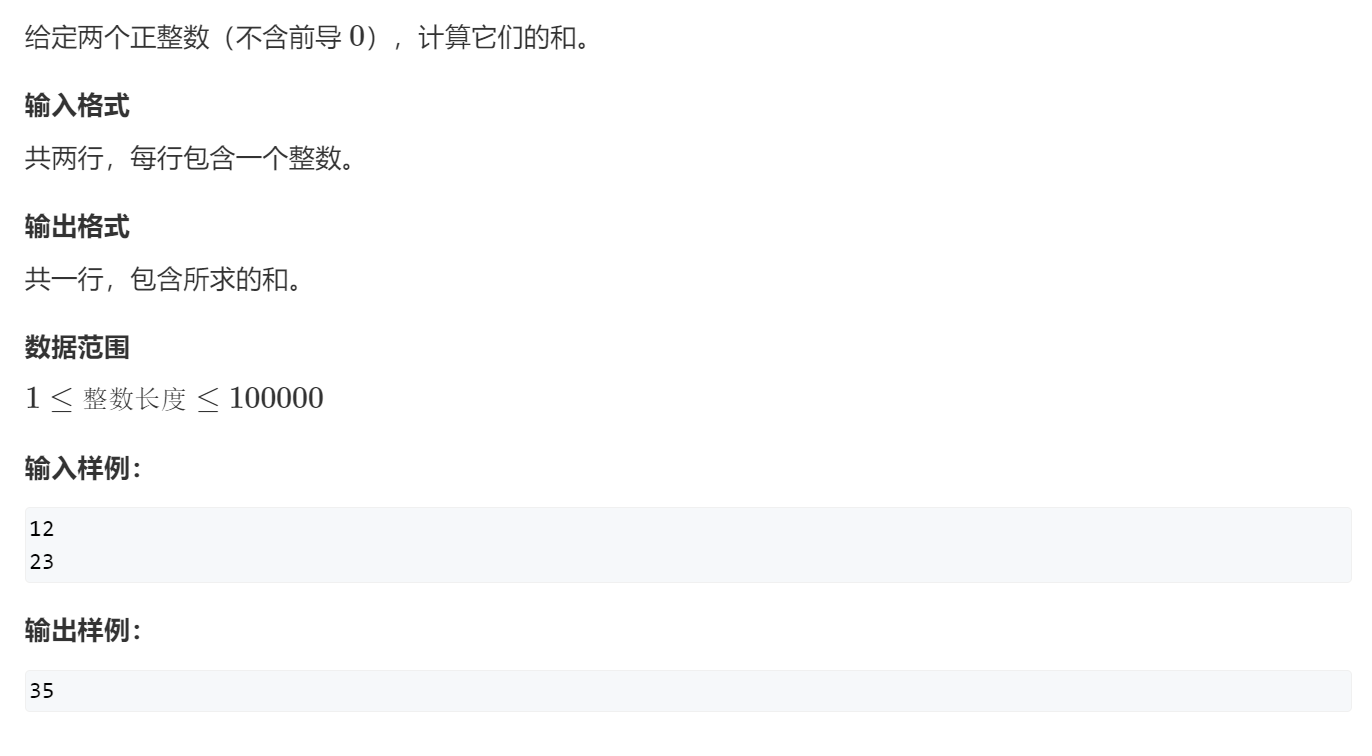 给定两个正整数（不含前导 0），计算它们的和。
输入格式
共两行，每行包含一个整数。
输出格式
共一行，包含所求的和。
数据范围
1 ≤ 整数长度 ≤ 100000
输入样例：
12
23
输出样例：
35